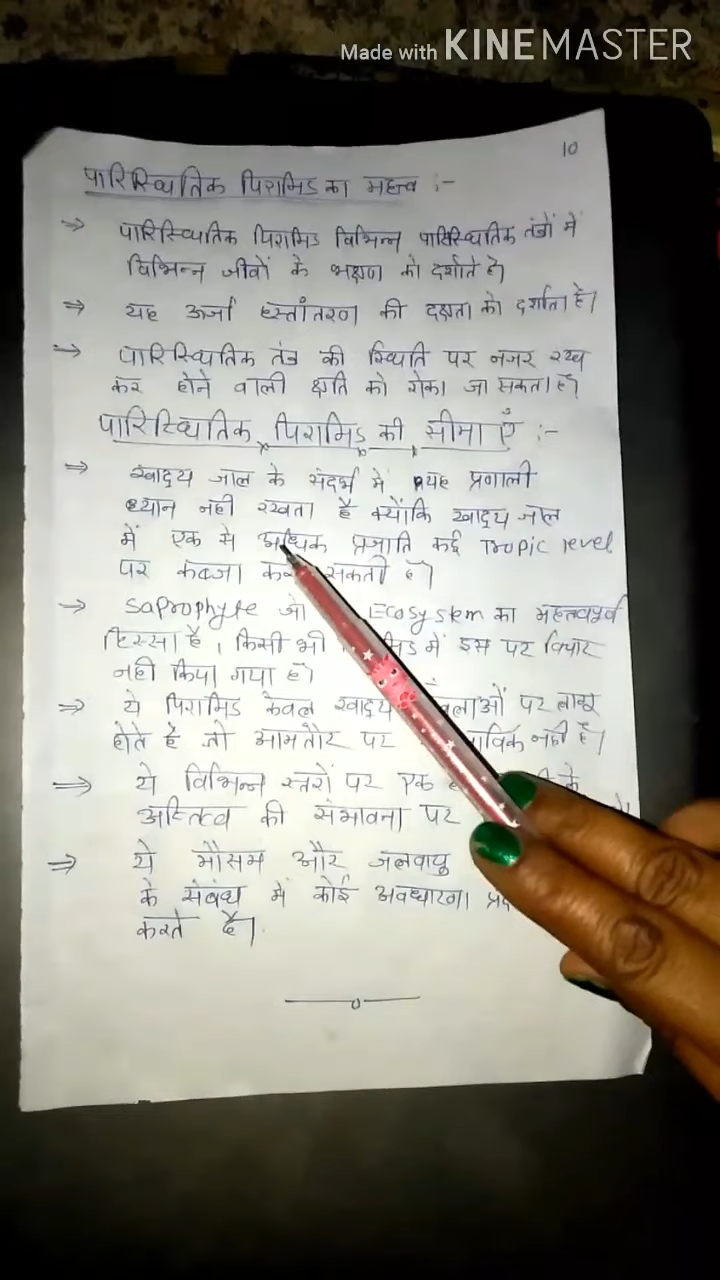 Made with KINEMASTER
10
पारिस्थितिक पिरामिड का महत्व :-
⇒ पारिस्थितिक पिरामिड विभिन्न पारिस्थितिक तंत्रों में
विभिन्न जीवों के भक्षण को दर्शाते है।
⇒ यह ऊर्जा हस्तांतरण की दक्षता को दर्शाता है।
⇒ पारिस्थितिक तंत्र की स्थिति पर नजर रख
कर होने वाली क्षति को रोका जा सकता है।
पारिस्थितिक पिरामिड की सीमाएँ :-
⇒ खाद्य जाल के संदर्भ में यह प्रणाली
ध्यान नही रखता है क्योंकि खाद्य जाल
में एक से अधिक प्रजाति कई Tropic level
पर कब्जा कर सकती है।
⇒ Saprophyte जो Ecosystem का महत्वपूर्ण
हिस्सा है, किसी भी में इस पर विचार
नही किया गया है।
⇒ ये पिरामिड केवल खाद्य पर लागू
होते है जो आमतौर पर नही है।
⇒ ये विभिन्न स्तरों पर एक के
अस्तित्व की संभावना पर
⇒ ये मौसम और जलवायु
के संबंध में कोई अवधारणा
करते है।